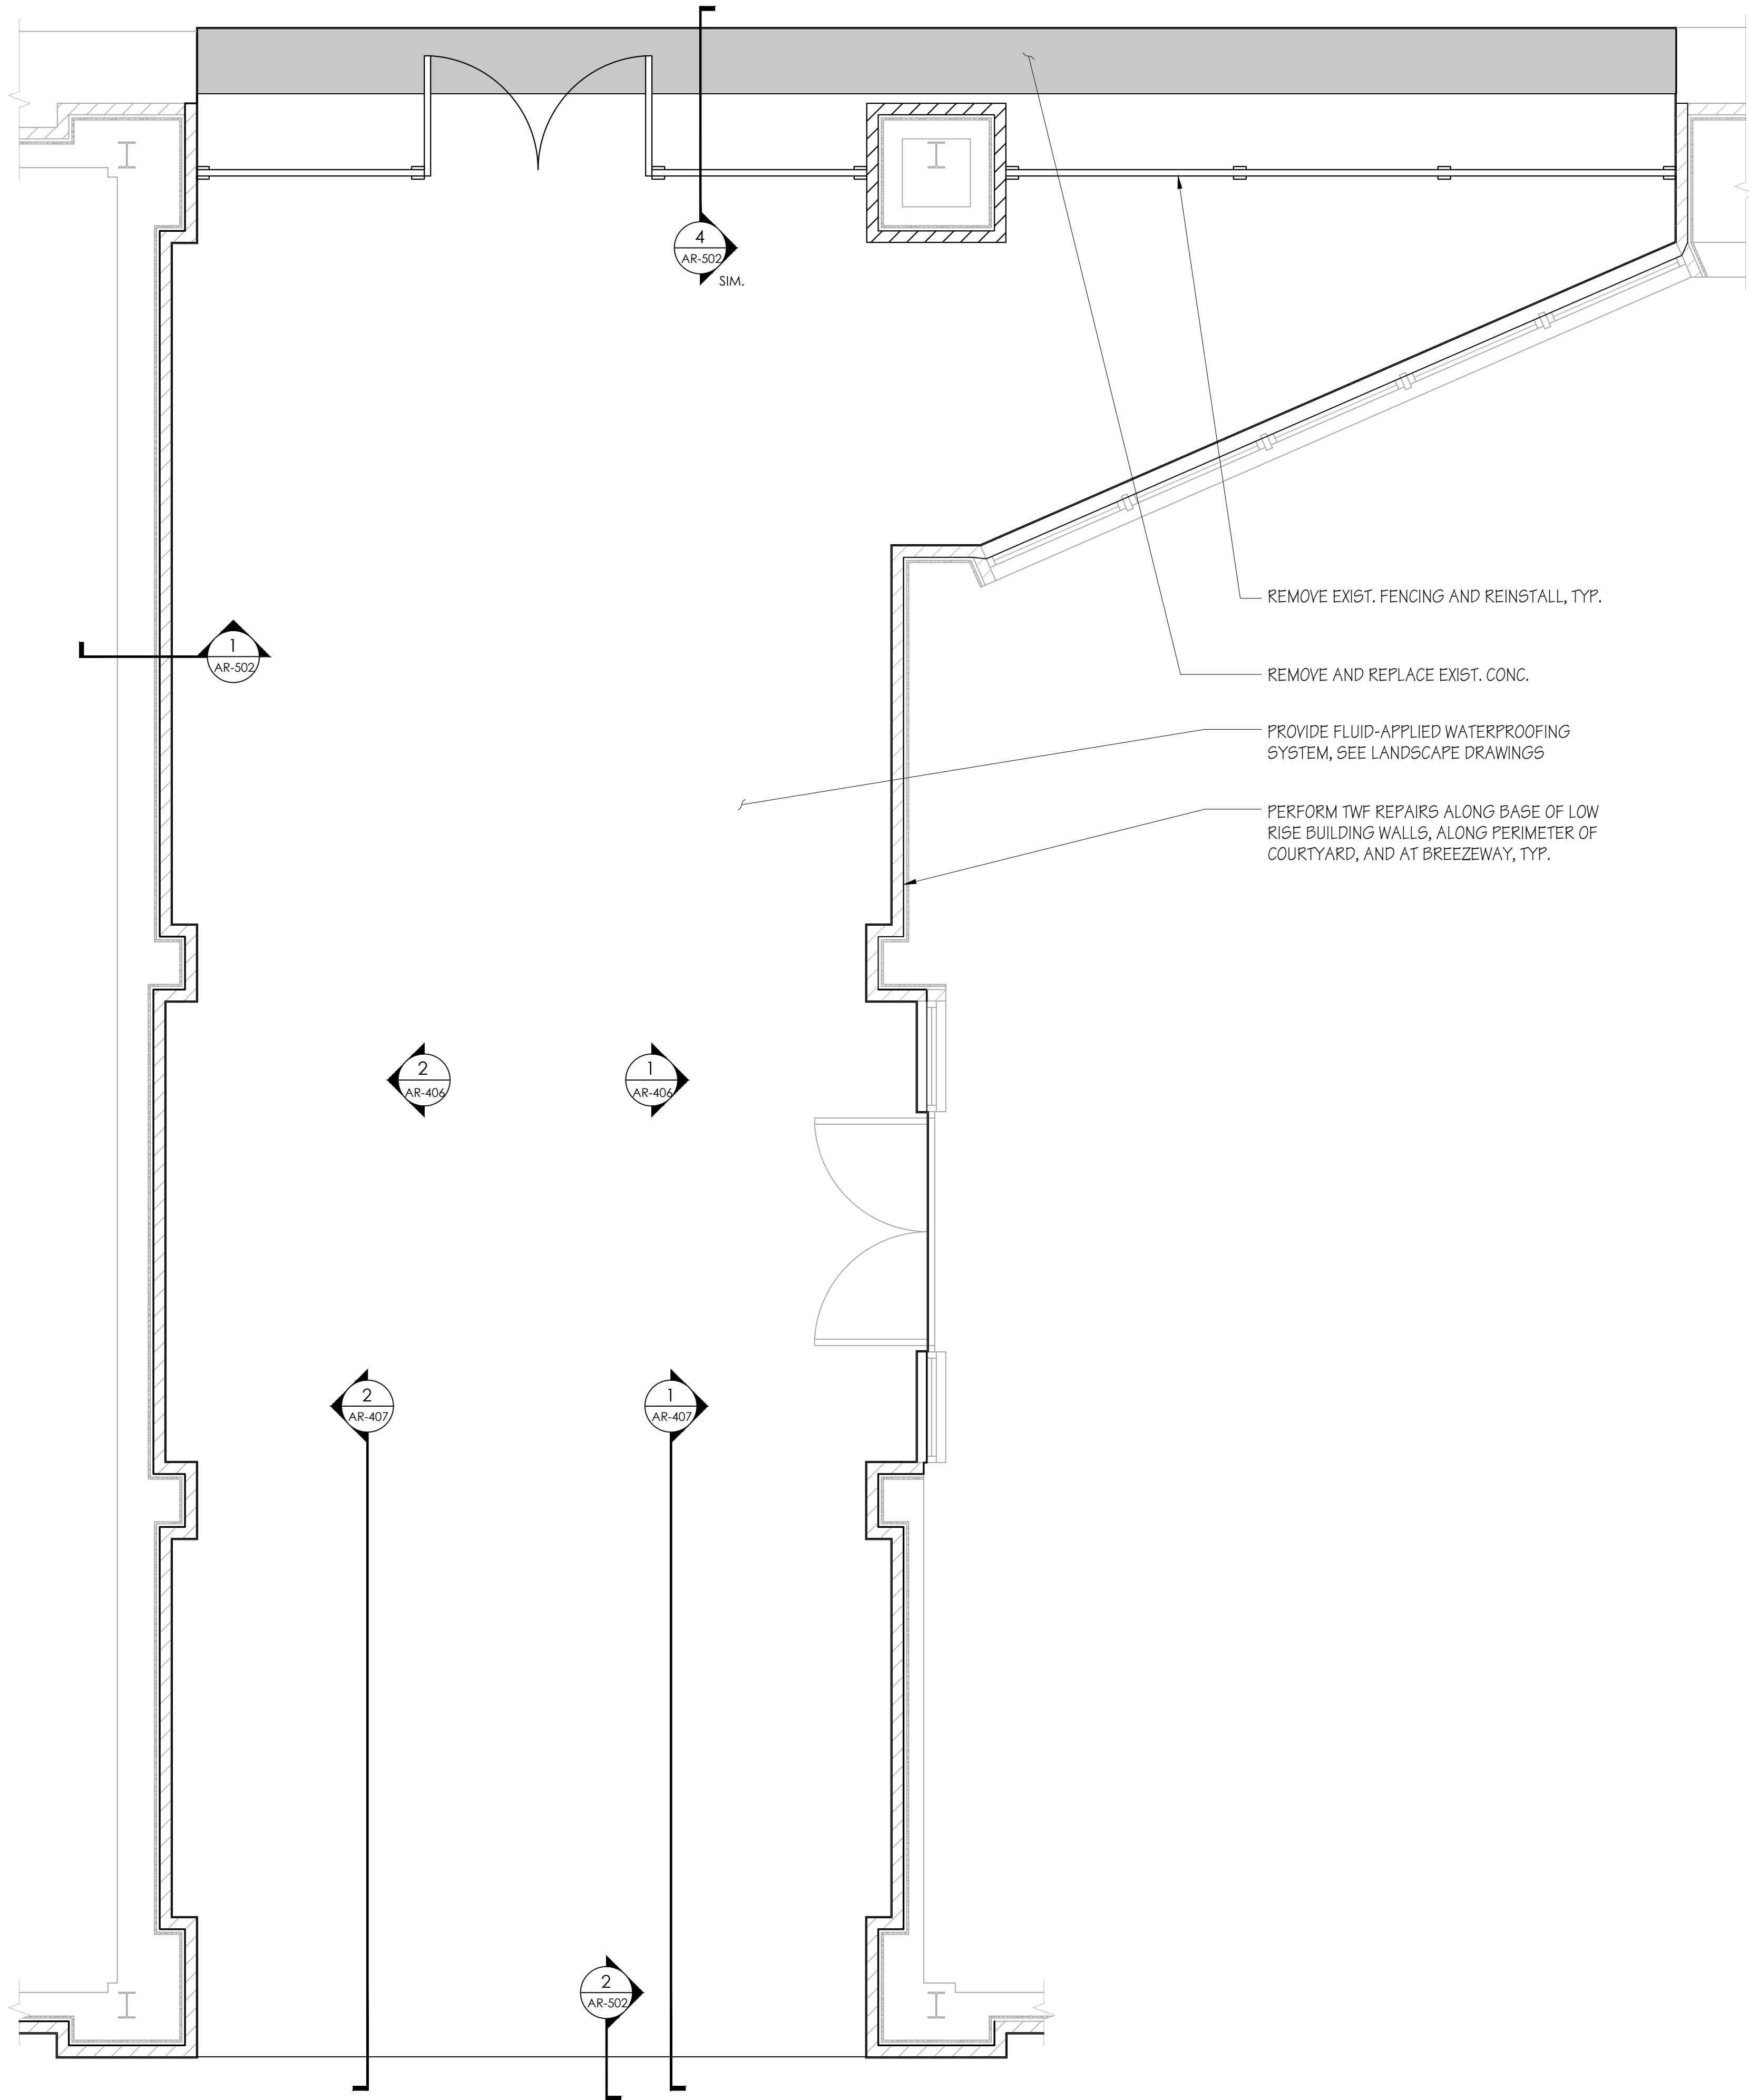 4
AR-502
SIM.
REMOVE EXIST. FENCING AND REINSTALL, TYP.
1
AR-502
REMOVE AND REPLACE EXIST. CONC.
PROVIDE FLUID-APPLIED WATERPROOFING
SYSTEM, SEE LANDSCAPE DRAWINGS
PERFORM TWF REPAIRS ALONG BASE OF LOW
RISE BUILDING WALLS, ALONG PERIMETER OF
COURTYARD, AND AT BREEZEWAY, TYP.
2
AR-406
1
AR-406
2
AR-407
1
AR-407
2
AR-502